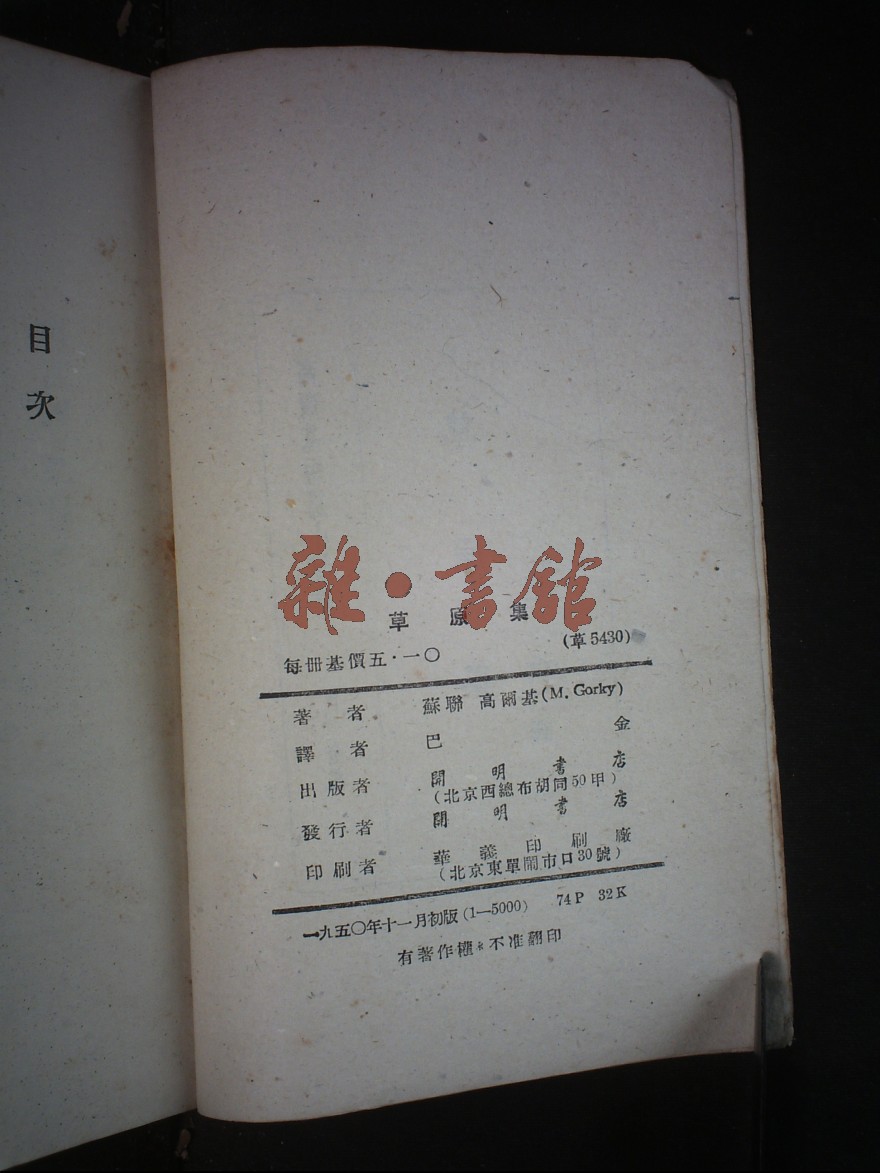 目次
雜·書館
草原集
(草5430)
每冊基價五·一〇
著者 蘇聯 高爾基(M. Gorky)
譯者 巴金
出版者 開明書店
(北京西總布胡同50甲)
發行者 開明書店
印刷者 華義印刷廠
(北京東單鬧市口30號)
一九五〇年十一月初版(1—5000) 74P 32K
有著作權*不准翻印